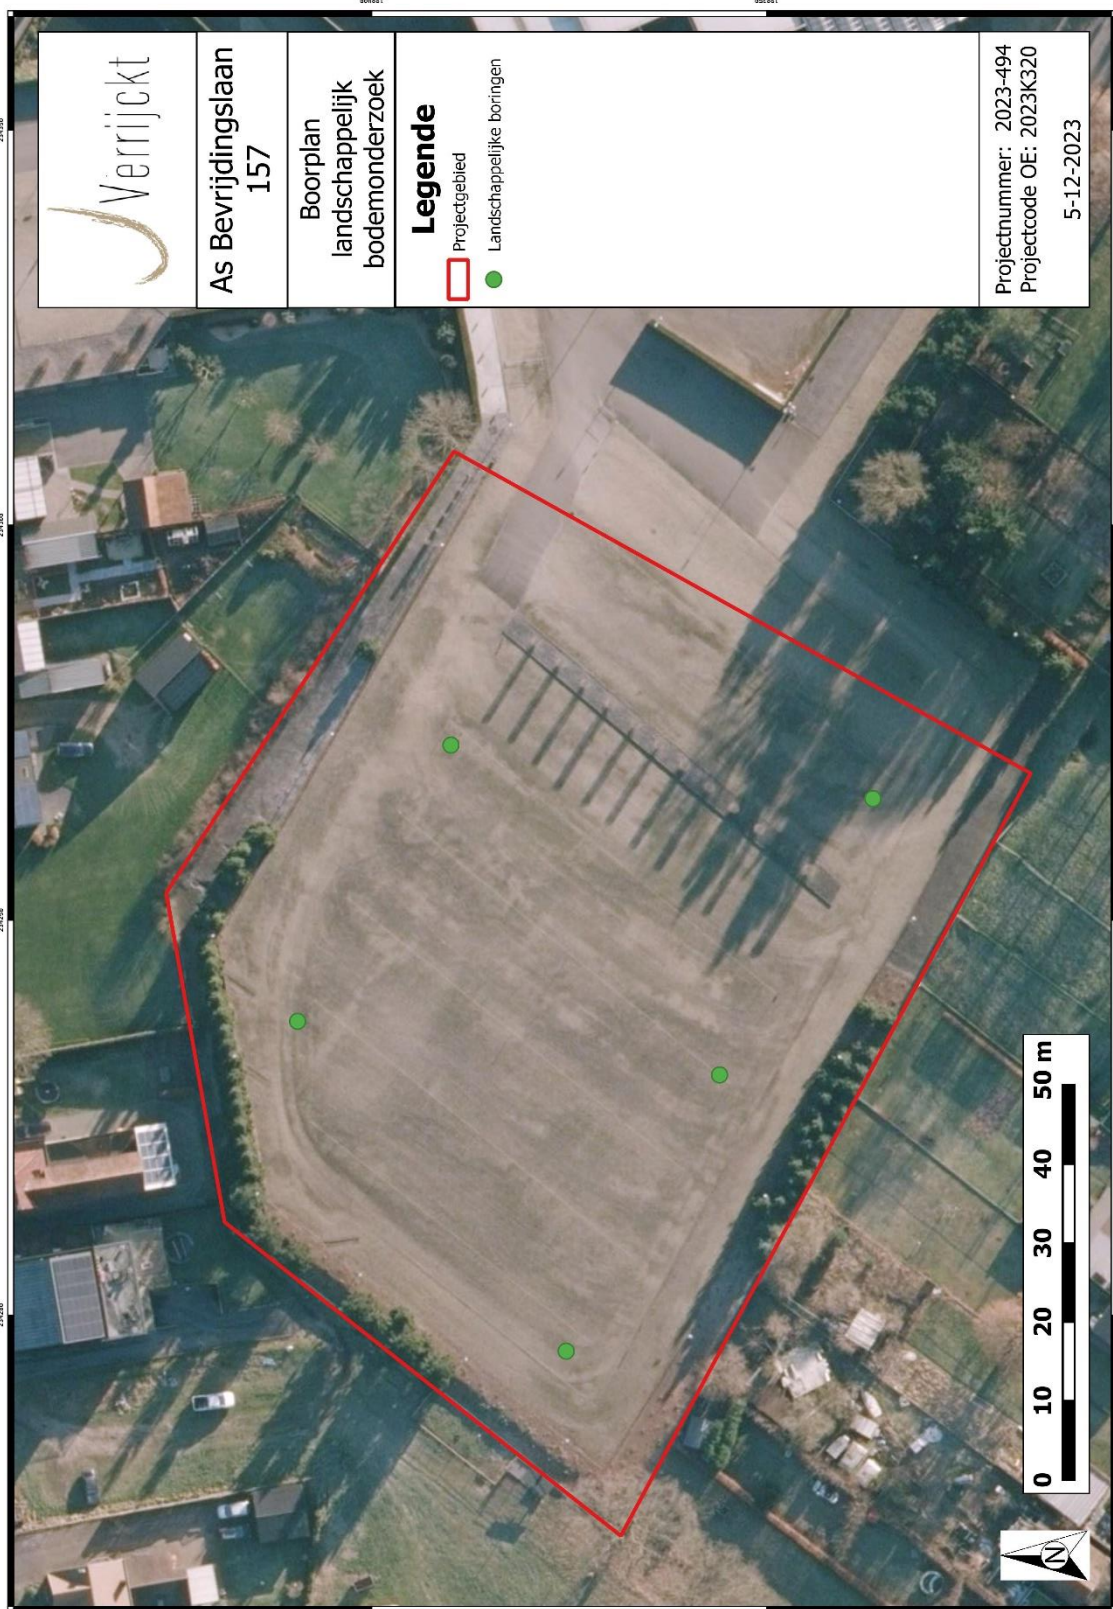 Verrijckt
As Bevrijdingslaan
157
Boorplan
landschappelijk
bodemonderzoek
Legende
Projectgebied
Landschappelijke boringen
Projectnummer: 2023-494
Projectcode OE: 2023K320
5-12-2023
0 10 20 30 40 50 m
N